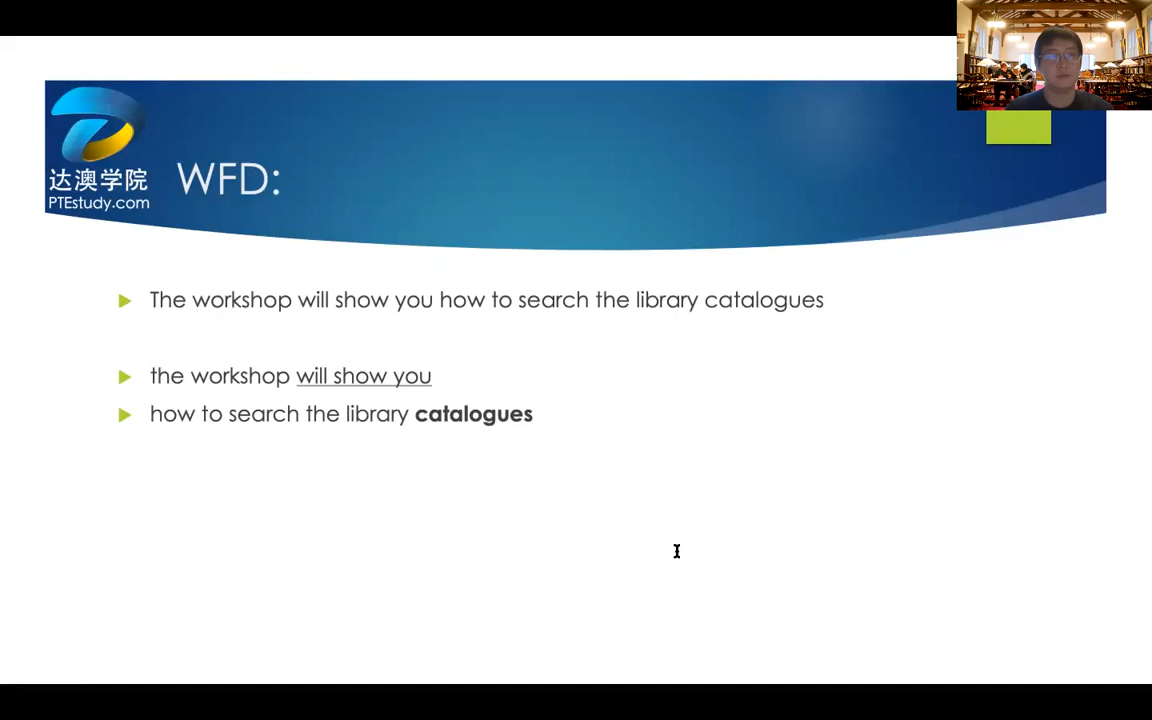 达澳学院
PTEstudy.com
WFD:
The workshop will show you how to search the library catalogues
the workshop will show you
how to search the library catalogues